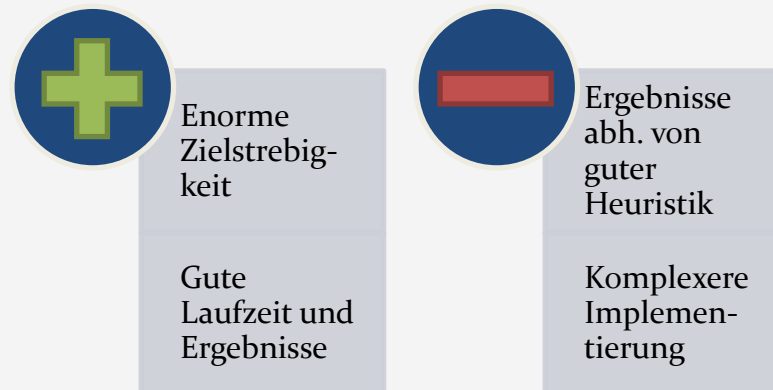 Enorme
Zielstrebig-
keit
Gute
Laufzeit und
Ergebnisse
Ergebnisse
abh. von
guter
Heuristik
Komplexere
Implemen-
tierung